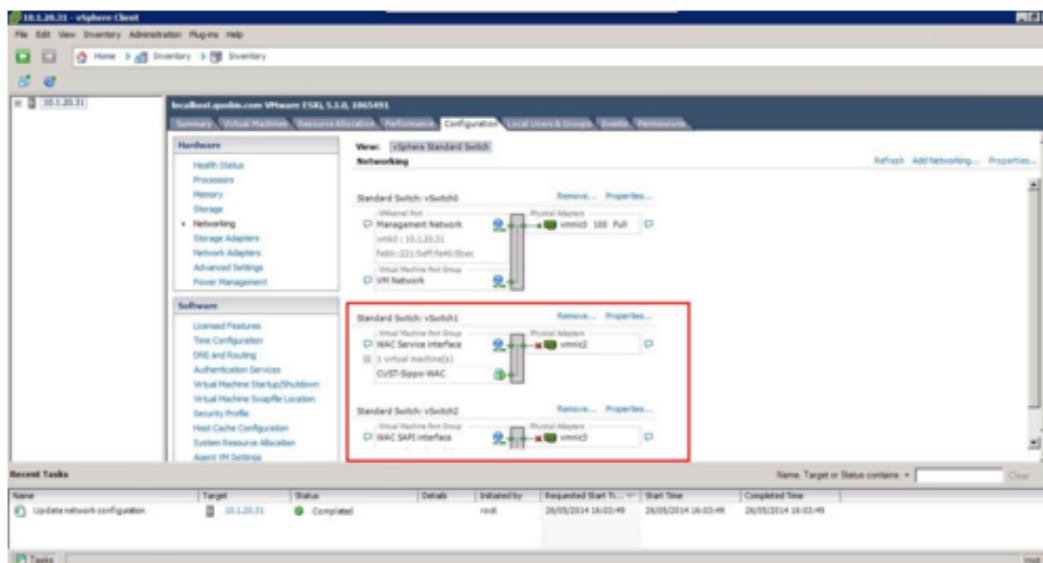 10.1.20.31 - vSphere Client
File Edit View Inventory Administration Plug-ins Help
Home Inventory Inventory
10.1.20.31
localhost.quobis.com VMware ESXi, 5.1.0, 1065491
Summary Virtual Machines Resource Allocation Performance Configuration Local Users & Groups Events Permissions
Hardware
Health Status
Processors
Memory
Storage
Networking
Storage Adapters
Network Adapters
Advanced Settings
Power Management
Software
Licensed Features
Time Configuration
DNS and Routing
Authentication Services
Virtual Machine Startup/Shutdown
Virtual Machine Swapfile Location
Security Profile
Host Cache Configuration
System Resource Allocation
Agent VM Settings
View: vSphere Standard Switch
Networking
Refresh Add Networking... Properties...
Standard Switch: vSwitch0 Remove... Properties...
VMkernel Port Physical Adapters
Management Network
vmk0 : 10.1.20.31
Virtual Machine Port Group
VM Network
Standard Switch: vSwitch1 Remove... Properties...
Virtual Machine Port Group Physical Adapters
WAC Service interface vmnic2
1 virtual machine(s)
CUST-Sippo-WAC
Standard Switch: vSwitch2 Remove... Properties...
Virtual Machine Port Group Physical Adapters
WAC SAPI interface
Recent Tasks
Name, Target or Status contains: Clear
Name Target Status Details Initiated by Requested Start Ti... Start Time Completed Time
Update network configuration 10.1.20.31 Completed root 26/05/2014 16:03:49 26/05/2014 16:03:49 26/05/2014 16:03:49
Tasks root